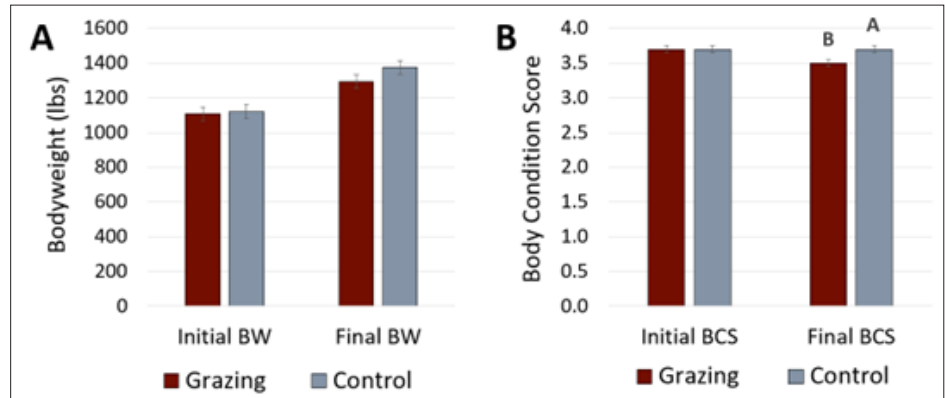 A
Bodyweight (lbs)
1600
1400
1200
1000
800
600
400
200
0
Initial BW
Final BW
Grazing
Control
B
Body Condition Score
4.0
3.5
3.0
2.5
2.0
1.5
1.0
0.5
0.0
B
A
Initial BCS
Final BCS
Grazing
Control